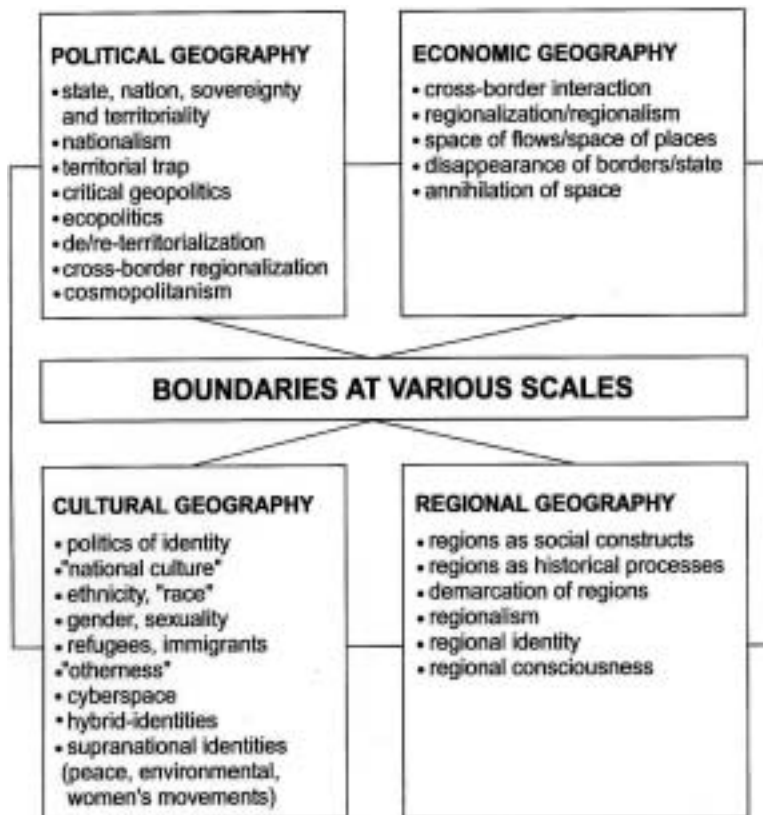 POLITICAL GEOGRAPHY
• state, nation, sovereignty
and territoriality
• nationalism
• territorial trap
• critical geopolitics
• ecopolitics
• de/re-territorialization
• cross-border regionalization
• cosmopolitanism
ECONOMIC GEOGRAPHY
• cross-border interaction
• regionalization/regionalism
• space of flows/space of places
• disappearance of borders/state
• annihilation of space
BOUNDARIES AT VARIOUS SCALES
CULTURAL GEOGRAPHY
• politics of identity
• "national culture"
• ethnicity, "race"
• gender, sexuality
• refugees, immigrants
• "otherness"
• cyberspace
• hybrid-identities
• supranational identities
(peace, environmental,
women's movements)
REGIONAL GEOGRAPHY
• regions as social constructs
• regions as historical processes
• demarcation of regions
• regionalism
• regional identity
• regional consciousness